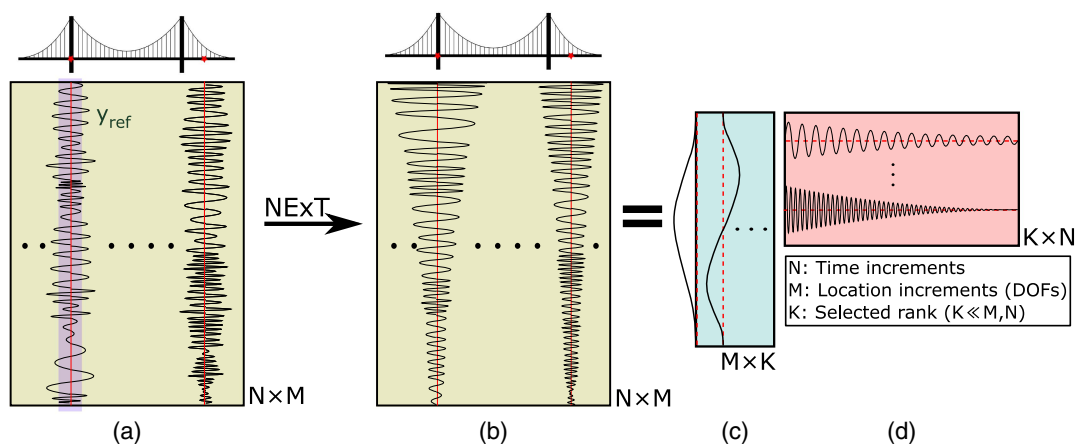 y_ref
NExT
N×M
(a)
N×M
(b)
M×K
(c)
K×N
N: Time increments
M: Location increments (DOFs)
K: Selected rank (K≪M,N)
(d)